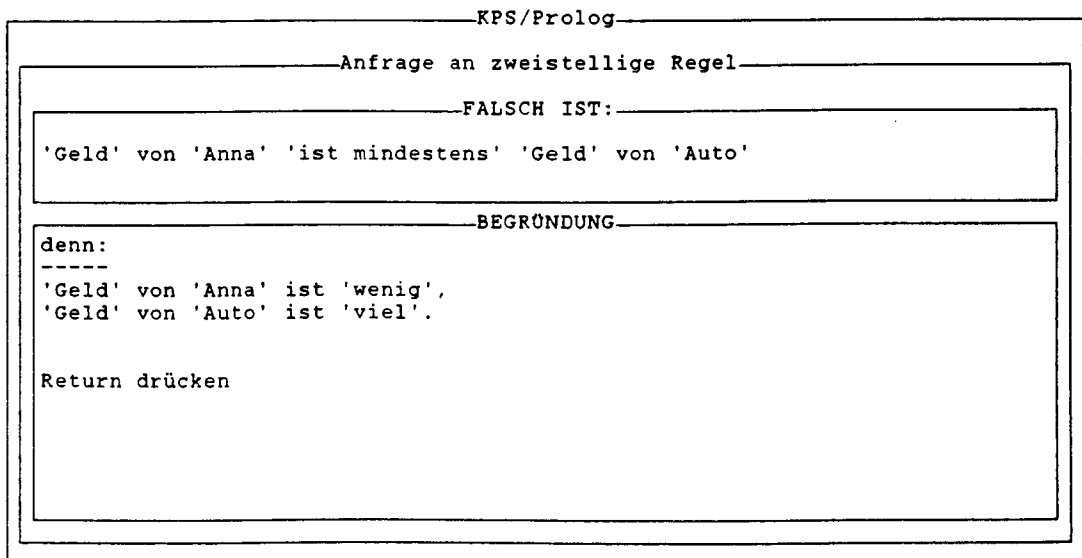 KPS/Prolog
Anfrage an zweistellige Regel
FALSCH IST:
'Geld' von 'Anna' 'ist mindestens' 'Geld' von 'Auto'
BEGRÜNDUNG
denn:
-----
'Geld' von 'Anna' ist 'wenig',
'Geld' von 'Auto' ist 'viel'.
Return drücken